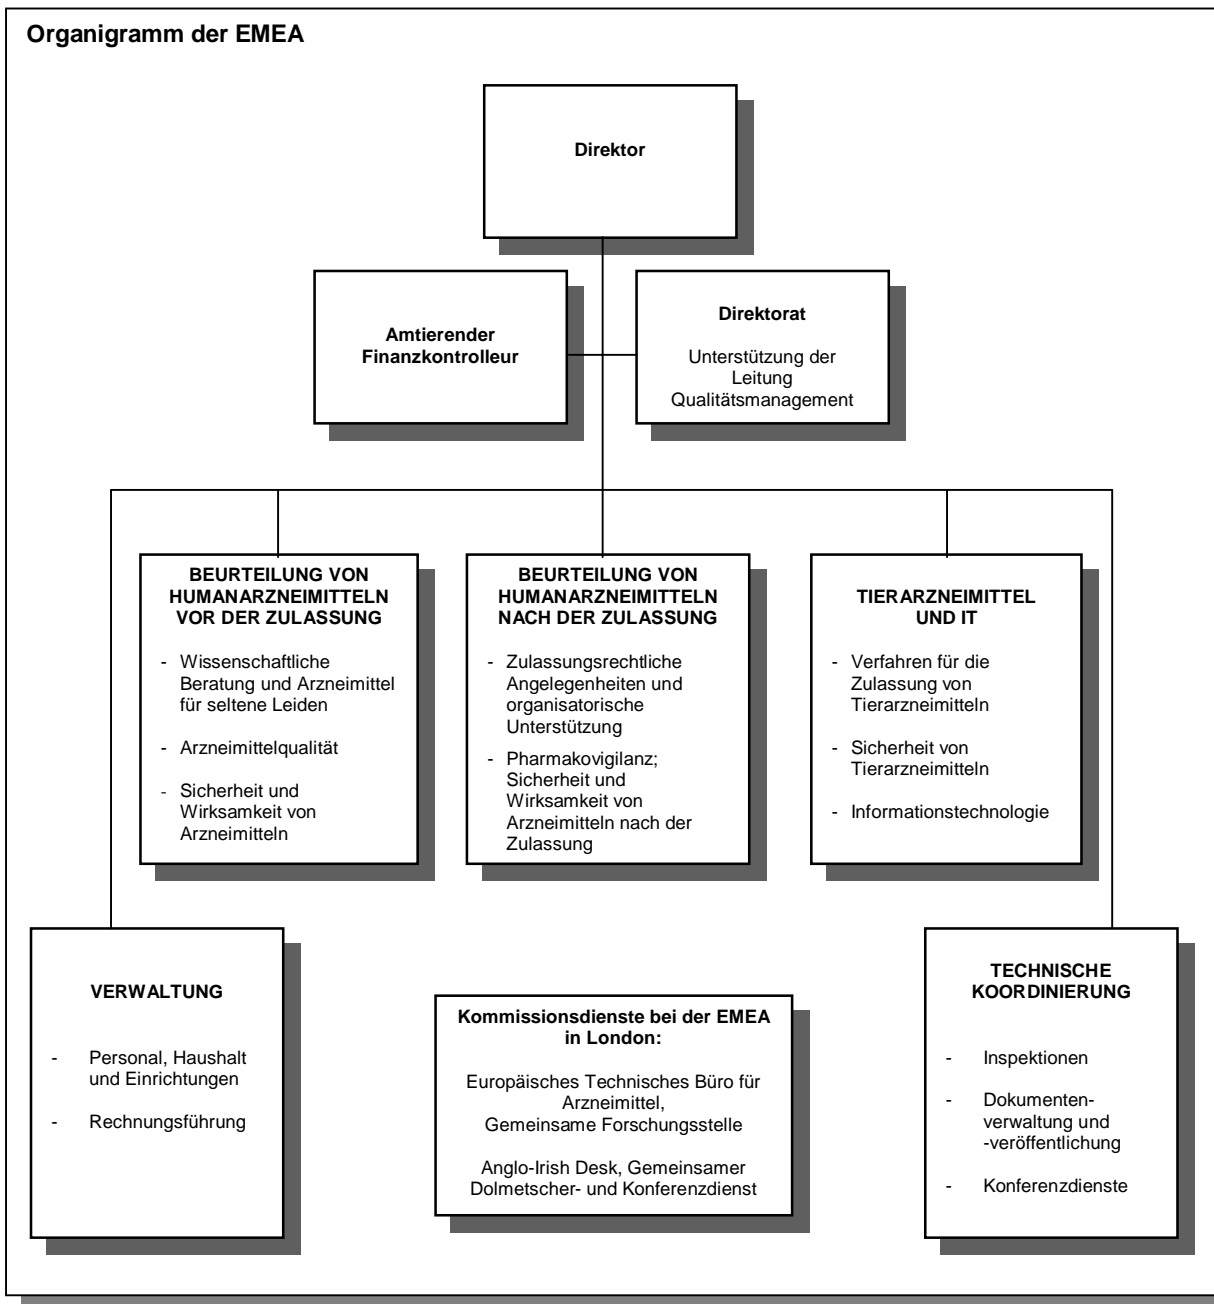 Organigramm der EMEA
Direktor
Amtierender
Finanzkontrolleur
Direktorat
Unterstützung der
Leitung
Qualitätsmanagement
BEURTEILUNG VON
HUMANARZNEIMITTELN
VOR DER ZULASSUNG
- Wissenschaftliche
Beratung und Arzneimittel
für seltene Leiden
- Arzneimittelqualität
- Sicherheit und
Wirksamkeit von
Arzneimitteln
BEURTEILUNG VON
HUMANARZNEIMITTELN
NACH DER ZULASSUNG
- Zulassungsrechtliche
Angelegenheiten und
organisatorische
Unterstützung
- Pharmakovigilanz;
Sicherheit und
Wirksamkeit von
Arzneimitteln nach der
Zulassung
TIERARZNEIMITTEL
UND IT
- Verfahren für die
Zulassung von
Tierarzneimitteln
- Sicherheit von
Tierarzneimitteln
- Informationstechnologie
VERWALTUNG
- Personal, Haushalt
und Einrichtungen
- Rechnungsführung
Kommissionsdienste bei der EMEA
in London:
Europäisches Technisches Büro für
Arzneimittel,
Gemeinsame Forschungsstelle
Anglo-Irish Desk, Gemeinsamer
Dolmetscher- und Konferenzdienst
TECHNISCHE
KOORDINIERUNG
- Inspektionen
- Dokumenten-
verwaltung und
-veröffentlichung
- Konferenzdienste